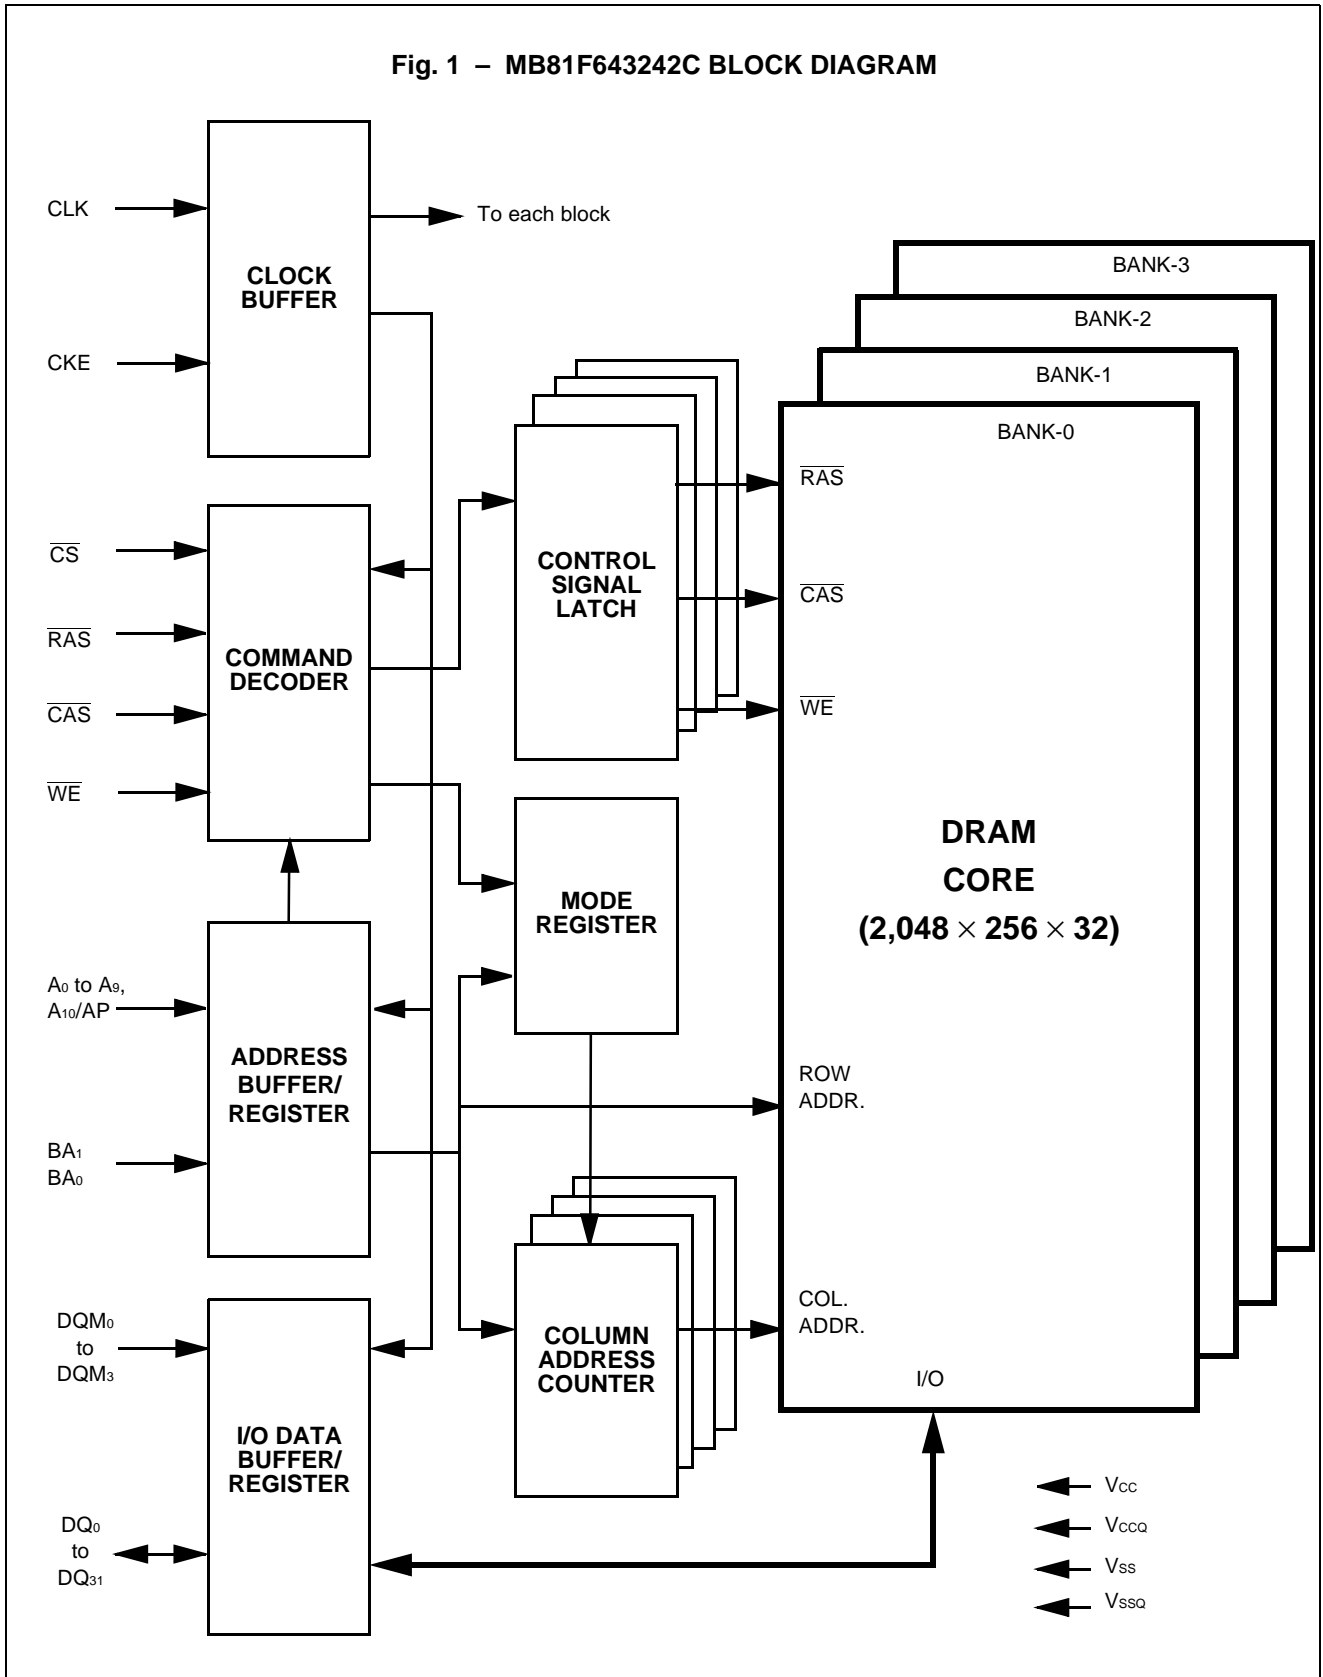 Fig. 1 – MB81F643242C BLOCK DIAGRAM
CLK
To each block
CLOCK
BUFFER
CKE
BANK-3
BANK-2
BANK-1
BANK-0
CS
RAS
CAS
WE
COMMAND
DECODER
CONTROL
SIGNAL
LATCH
RAS
CAS
WE
DRAM
CORE
(2,048 × 256 × 32)
MODE
REGISTER
A0 to A9,
A10/AP
BA1
BA0
ADDRESS
BUFFER/
REGISTER
ROW
ADDR.
COL.
ADDR.
I/O
COLUMN
ADDRESS
COUNTER
DQM0
to
DQM3
I/O DATA
BUFFER/
REGISTER
DQ0
to
DQ31
VCC
VCCQ
VSS
VSSQ